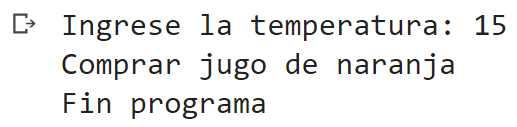 Ingrese la temperatura: 15
Comprar jugo de naranja
Fin programa